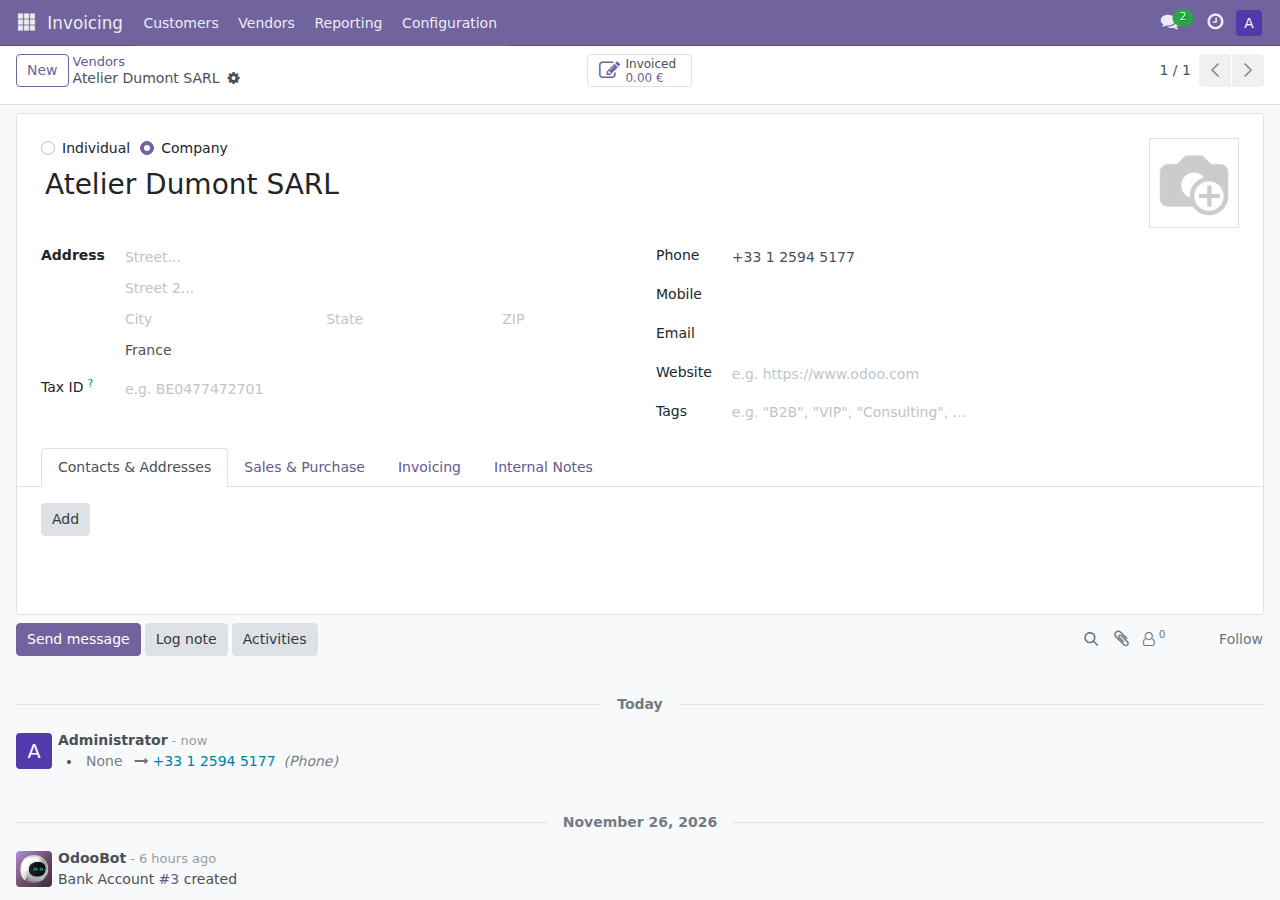 Invoicing Customers Vendors Reporting Configuration 2 A
New Vendors Invoiced 1 / 1
Atelier Dumont SARL 0.00 €
Individual Company
Atelier Dumont SARL
Address Street... Phone +33 1 2594 5177
Street 2... Mobile
City State ZIP Email
France
Tax ID ? e.g. BE0477472701 Website e.g. https://www.odoo.com
Tags e.g. "B2B", "VIP", "Consulting", ...
Contacts & Addresses Sales & Purchase Invoicing Internal Notes
Add
Send message Log note Activities 0 Follow
Today
A Administrator - now
• None → +33 1 2594 5177 (Phone)
November 26, 2026
OdooBot - 6 hours ago
Bank Account #3 created